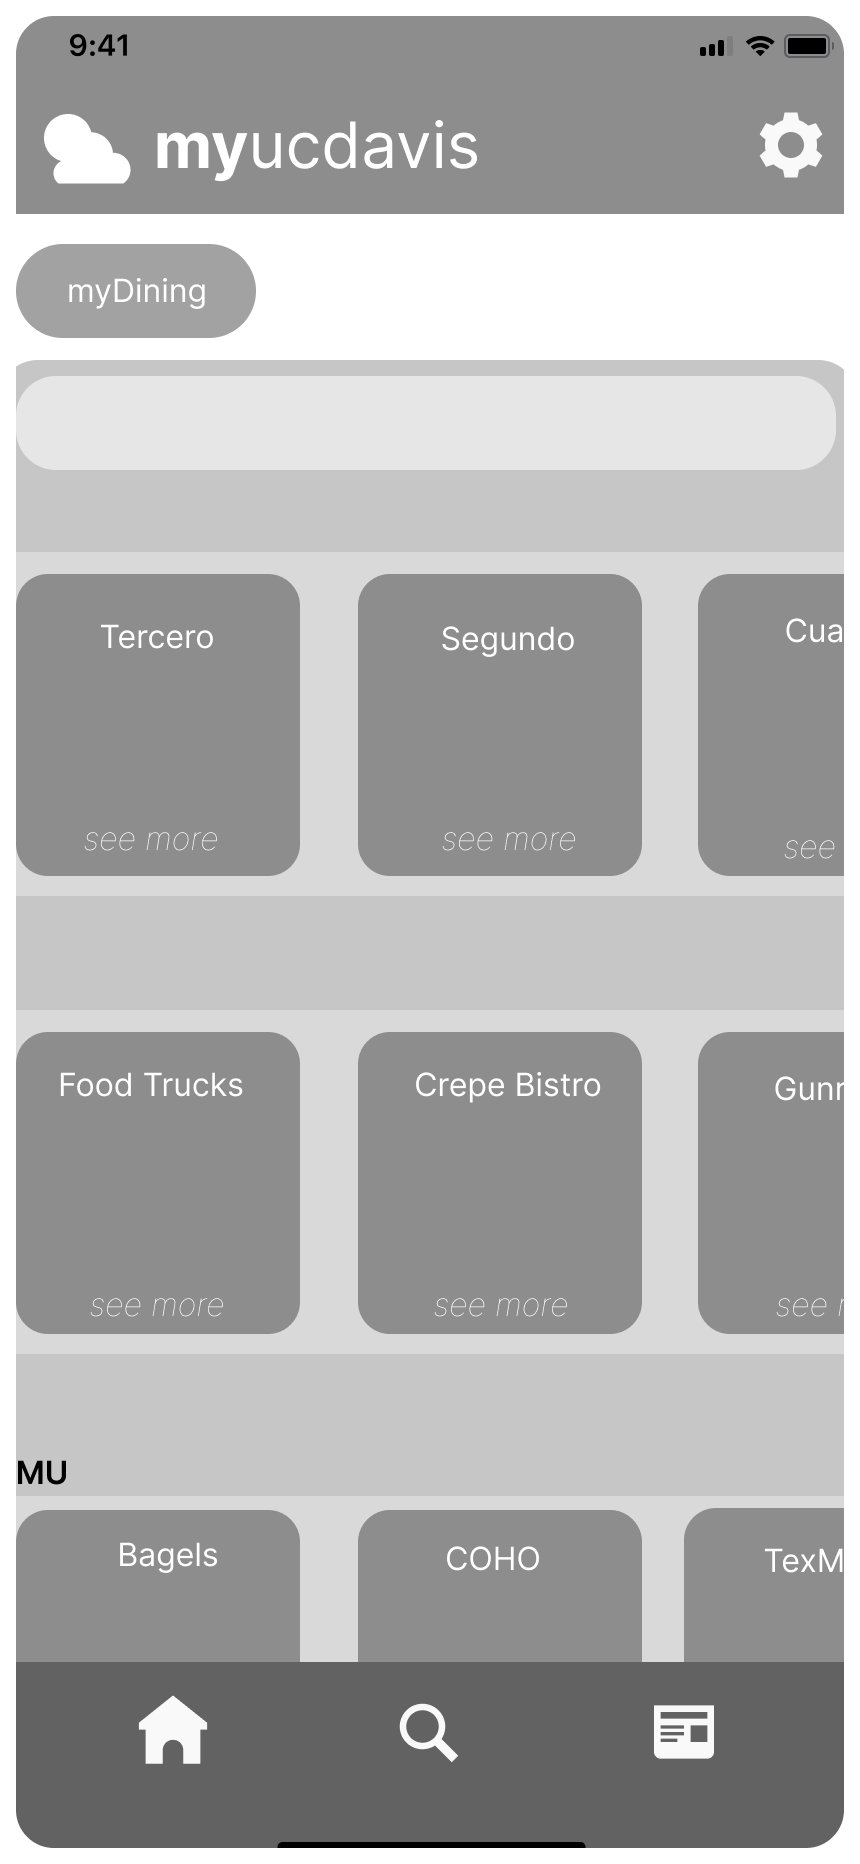 9:41
myucdavis
myDining
Tercero Segundo Cua
see more see more see
Food Trucks Crepe Bistro Gunr
see more see more see r
MU
Bagels COHO TexM